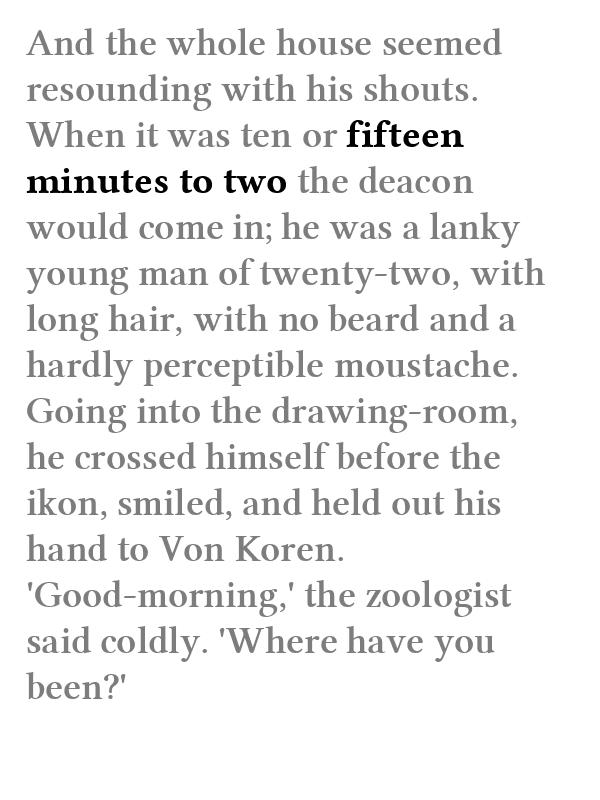 And the whole house seemed
resounding with his shouts.
When it was ten or fifteen
minutes to two the deacon
would come in; he was a lanky
young man of twenty-two, with
long hair, with no beard and a
hardly perceptible moustache.
Going into the drawing-room,
he crossed himself before the
ikon, smiled, and held out his
hand to Von Koren.
'Good-morning,' the zoologist
said coldly. 'Where have you
been?'